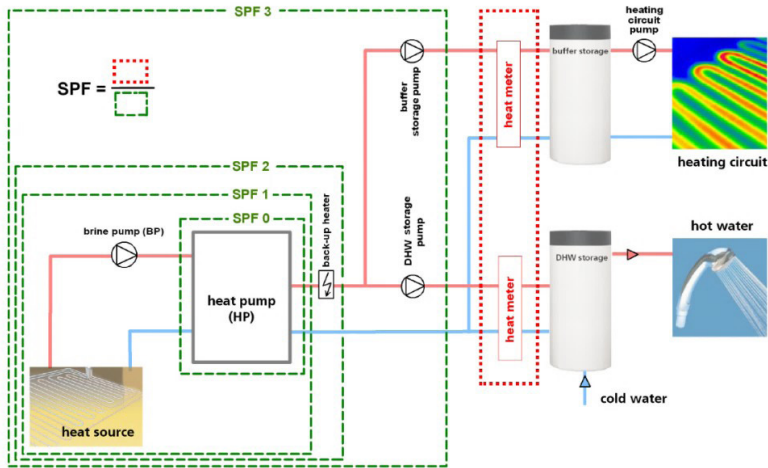 SPF 3
heating
circuit
pump
SPF =
buffer
storage pump
heat meter
buffer storage
heating circuit
SPF 2
SPF 1
SPF 0
brine pump (BP)
back-up heater
DHW storage
pump
hot water
heat pump
(HP)
heat meter
DHW storage
heat source
cold water